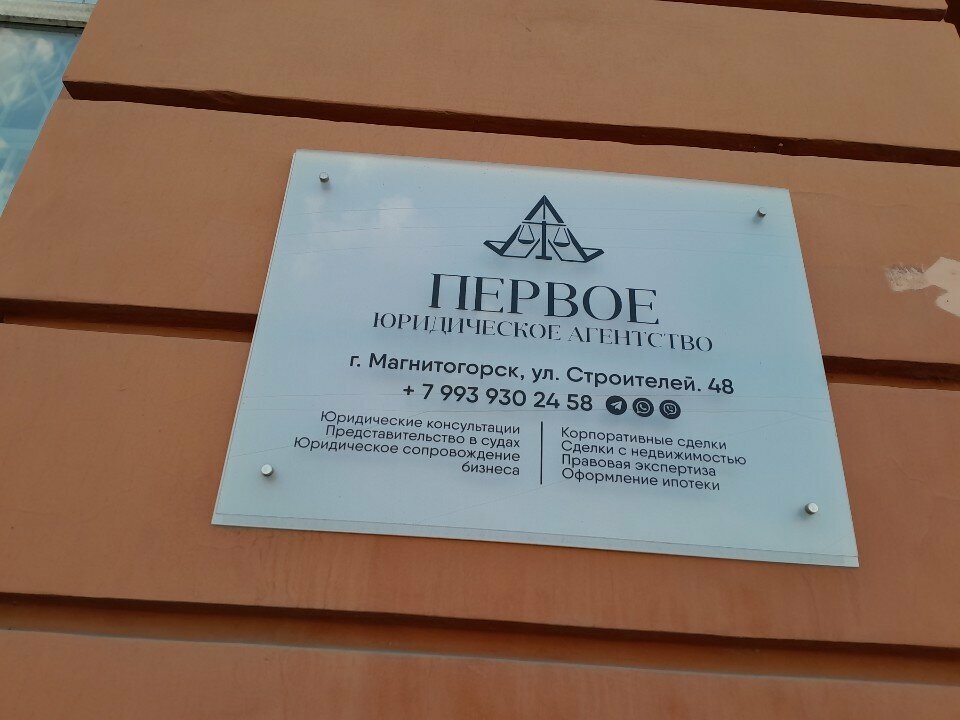 ПЕРВОЕ
ЮРИДИЧЕСКОЕ АГЕНТСТВО
г. Магнитогорск, ул. Строителей. 48
+ 7 993 930 24 58
Юридические консультации
Представительство в судах
Юридическое сопровождение
бизнеса
Корпоративные сделки
Сделки с недвижимостью
Правовая экспертиза
Оформление ипотеки